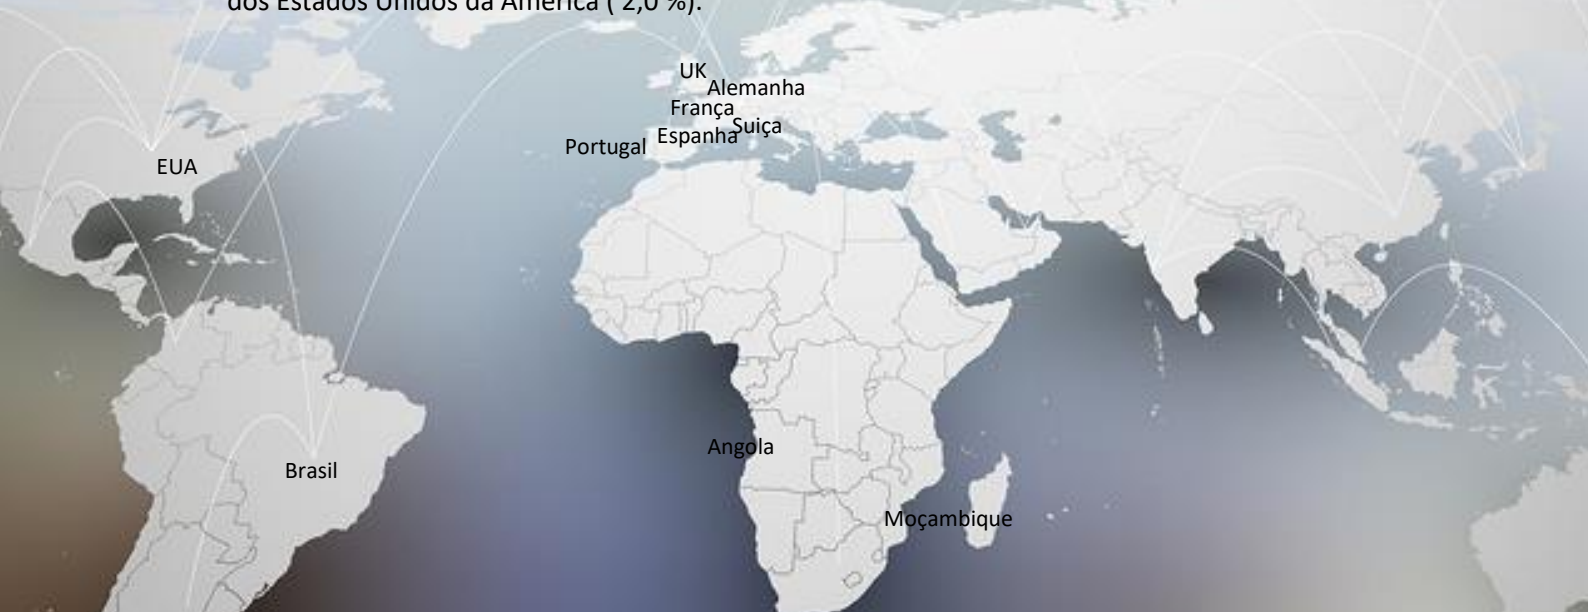 dos Estados Unidos da América ( 2,0 %).
UK
Alemanha
França
Suiça
Espanha
Portugal
EUA
Angola
Brasil
Moçambique